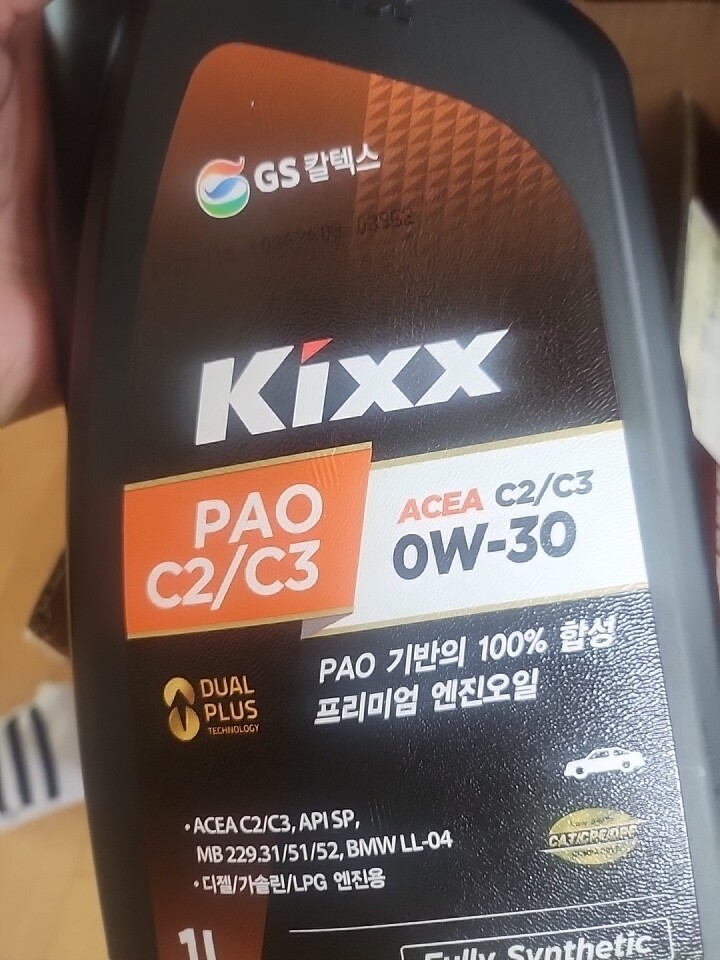 GS 칼텍스
Kixx
PAO
C2/C3
ACEA C2/C3
0W-30
PAO 기반의 100% 합성
프리미엄 엔진오일
DUAL
PLUS
TECHNOLOGY
• ACEA C2/C3, API SP,
MB 229.31/51/52, BMW LL-04
• 디젤/가솔린/LPG 엔진용
1L
Fully Synthetic